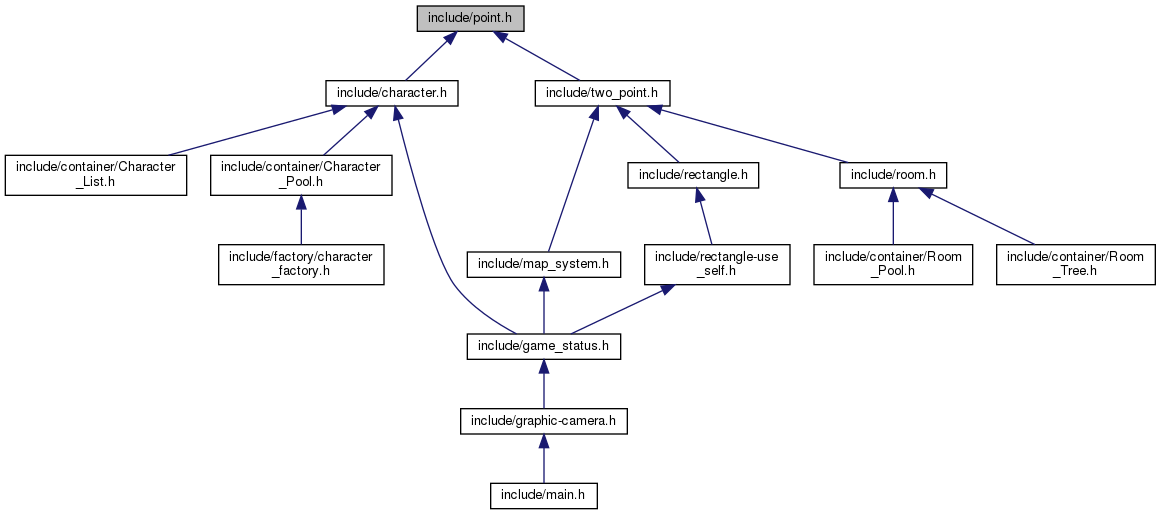 include/point.h
include/character.h
include/two_point.h
include/container/Character
_List.h
include/container/Character
_Pool.h
include/rectangle.h
include/room.h
include/factory/character
_factory.h
include/map_system.h
include/rectangle-use
_self.h
include/container/Room
_Pool.h
include/container/Room
_Tree.h
include/game_status.h
include/graphic-camera.h
include/main.h